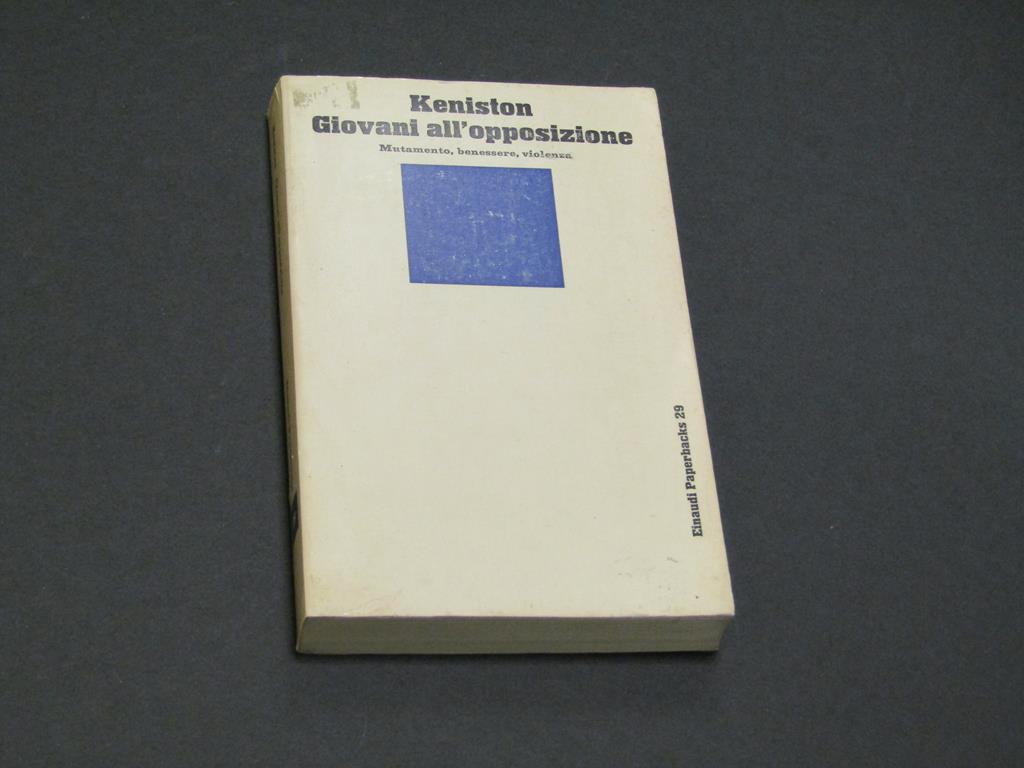 Keniston
Giovani all'opposizione
Mutamento, benessere, violenza
Einaudi Paperbacks 29